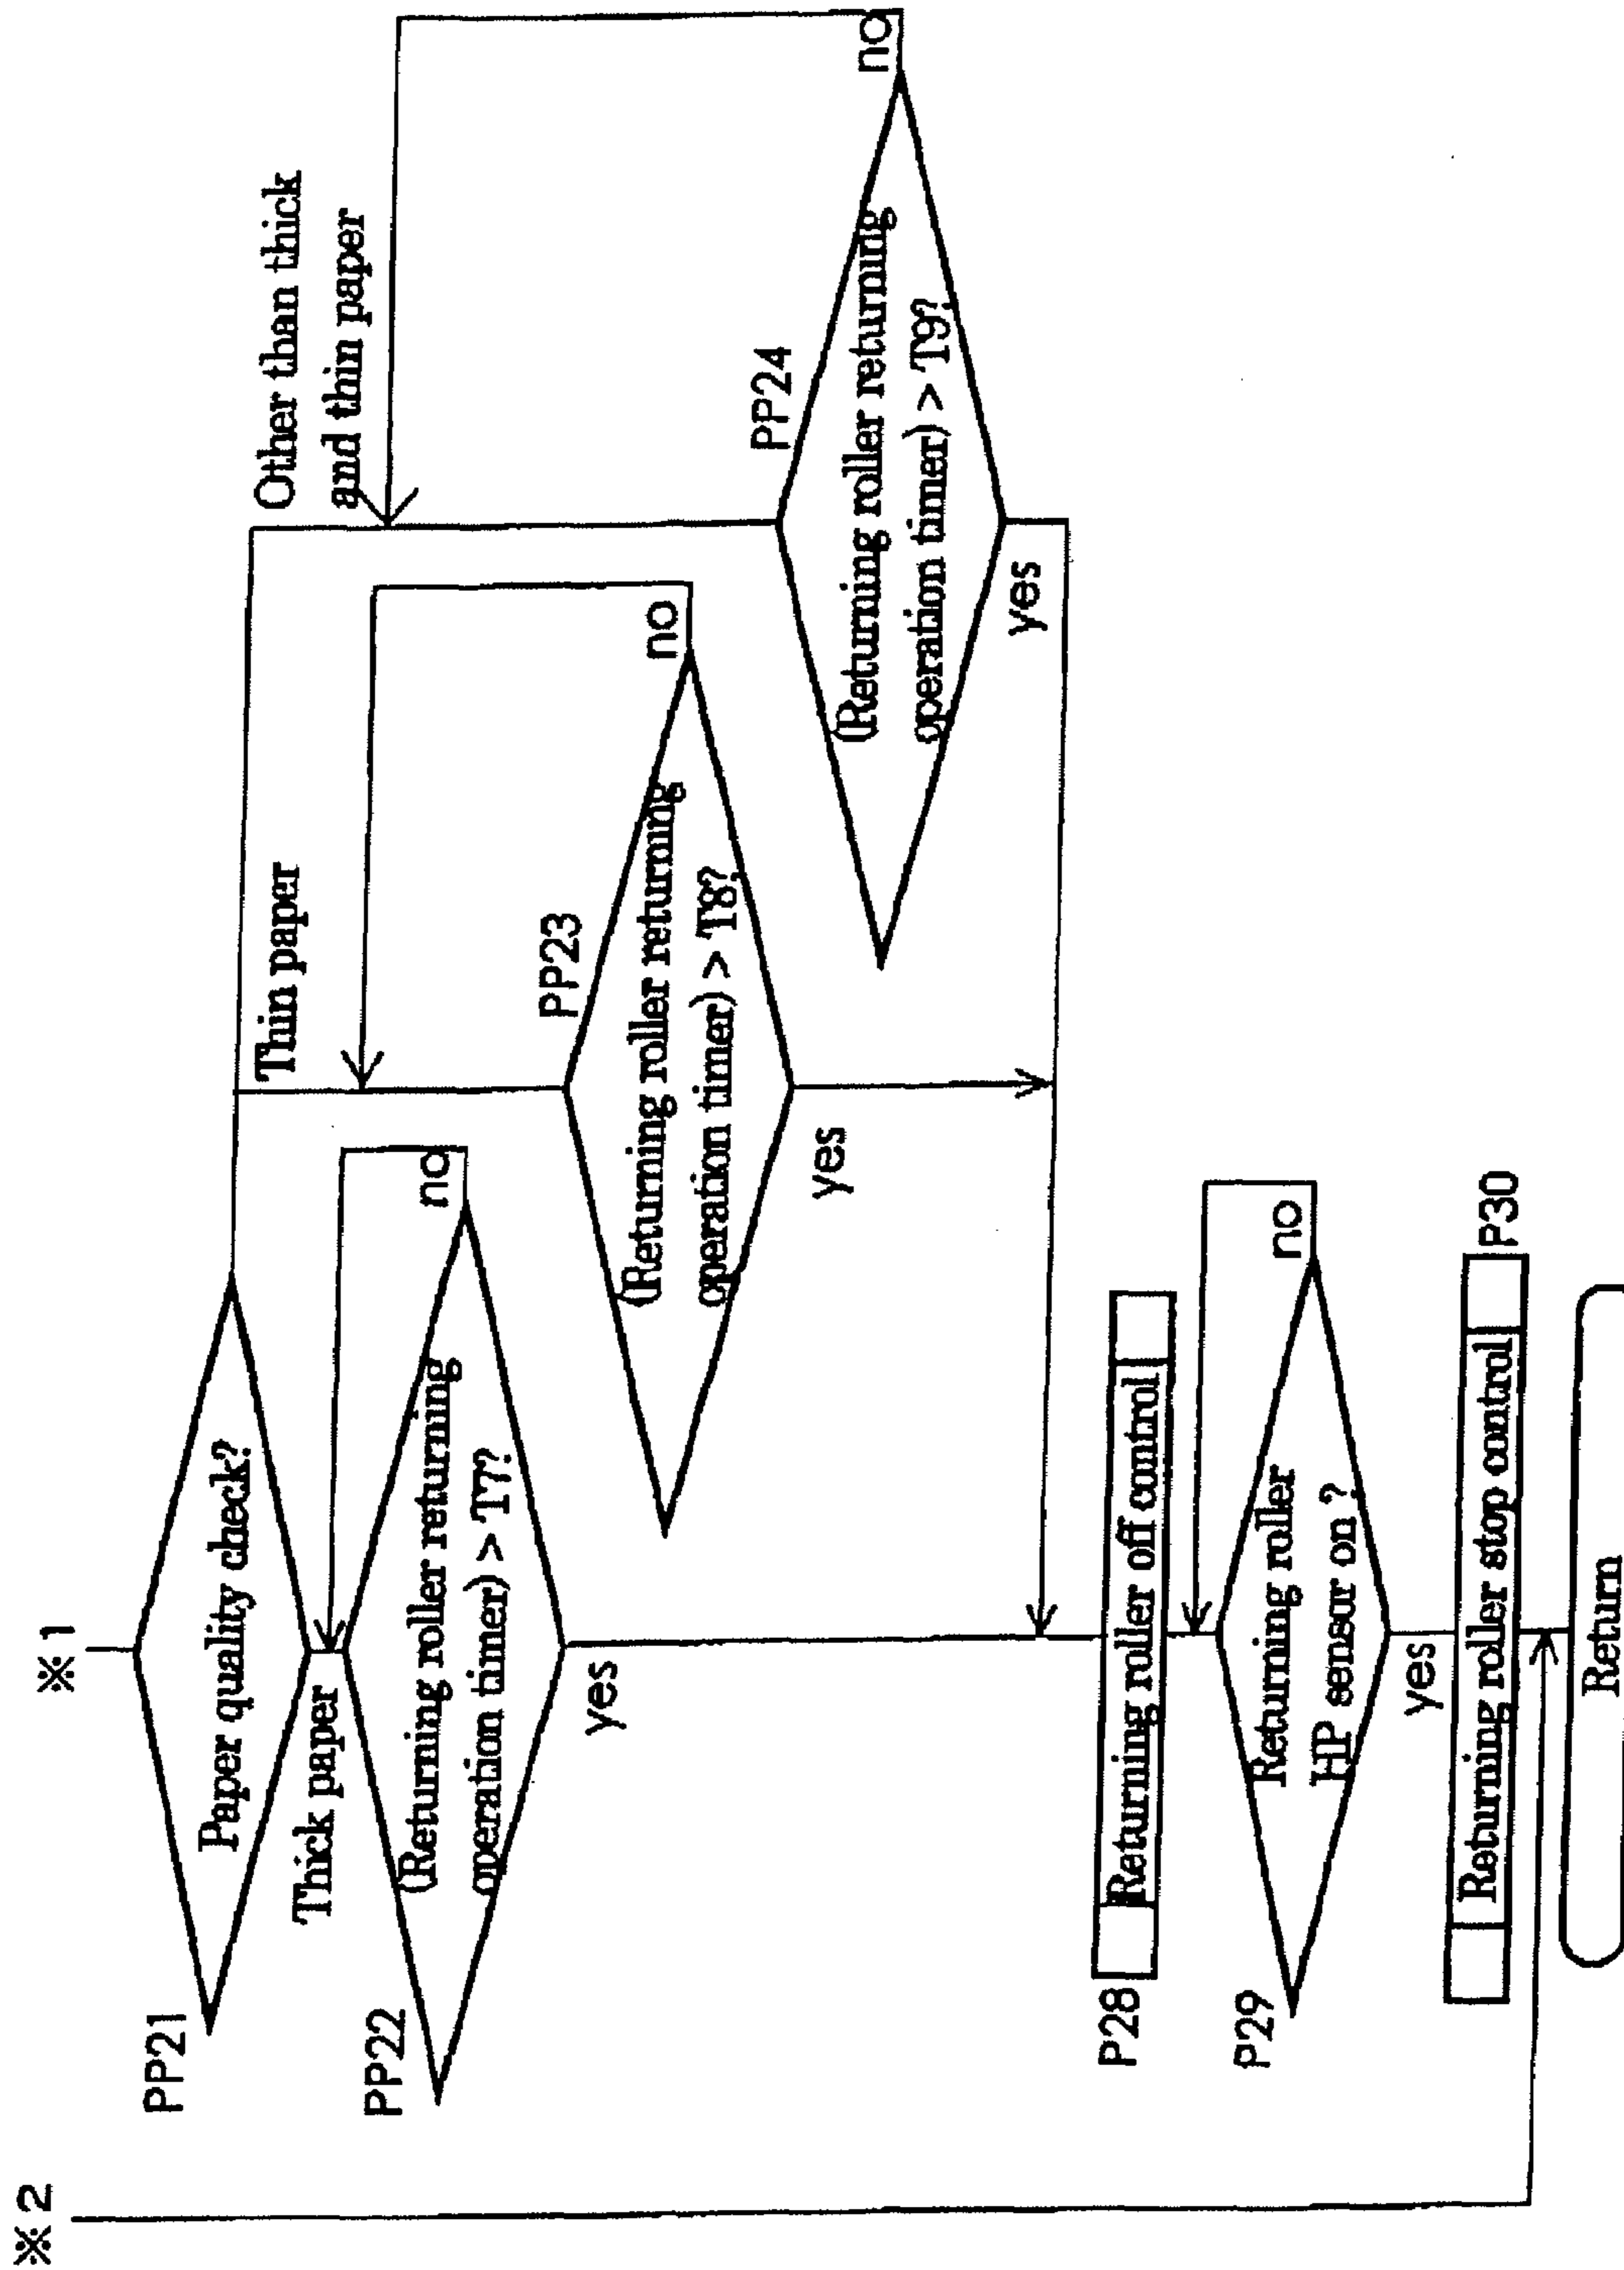 ※1
※2
PP21
Paper quality check?
Thick paper
Thin paper
Other than thick
and thin paper
PP22
(Returning roller returning
operation timer) > T7?
no
yes
PP23
(Returning roller returning
operation timer) > T8?
no
yes
PP24
(Returning roller returning
operation timer) > T9?
no
yes
P28
Returning roller off control
P29
Returning roller
HP sensor on ?
no
yes
Returning roller stop control
P30
Return